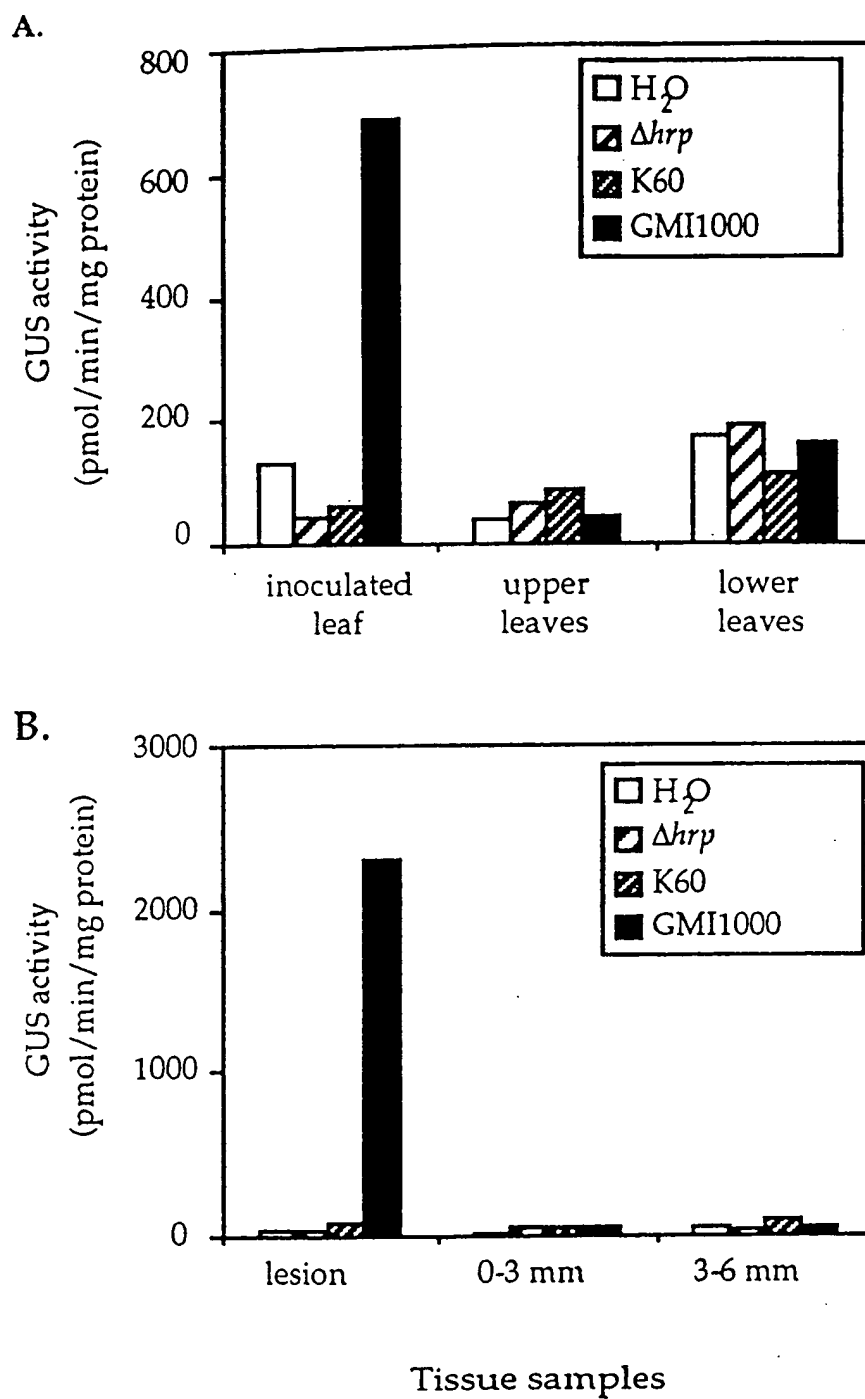 A.
GUS activity
(pmol/min/mg protein)
800
600
400
200
0
H₂O
Δhrp
K60
GMI1000
inoculated leaf
upper leaves
lower leaves
B.
GUS activity
(pmol/min/mg protein)
3000
2000
1000
0
H₂O
Δhrp
K60
GMI1000
lesion
0-3 mm
3-6 mm
Tissue samples